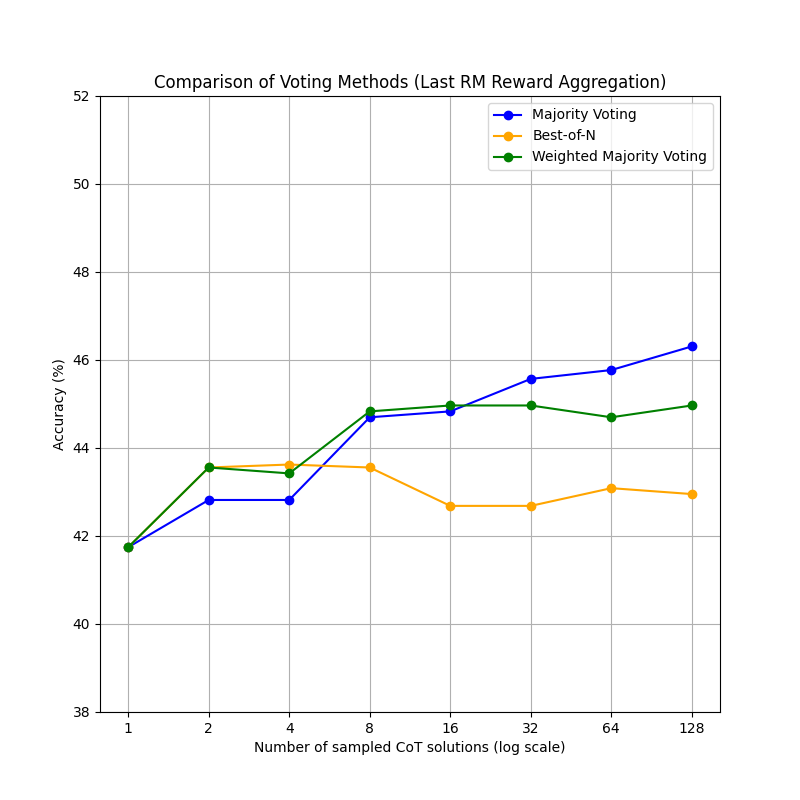 Comparison of Voting Methods (Last RM Reward Aggregation)
Majority Voting
Best-of-N
Weighted Majority Voting
Accuracy (%)
52
50
48
46
44
42
40
38
1 2 4 8 16 32 64 128
Number of sampled CoT solutions (log scale)